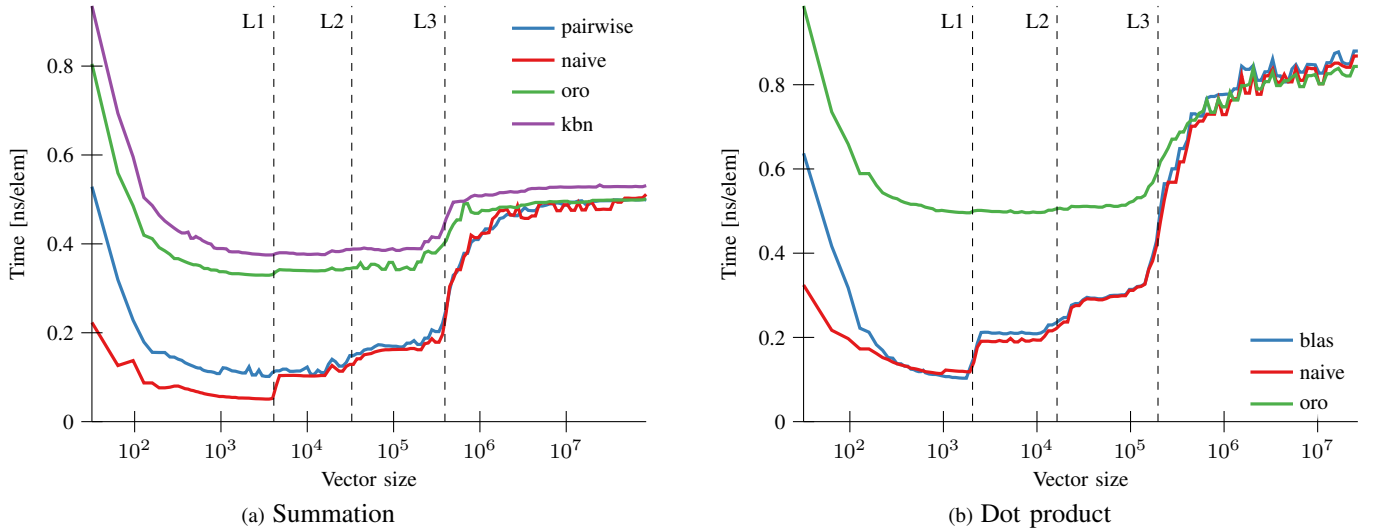 L1 L2 L3
pairwise
naive
oro
kbn
0.8
0.6
0.4
0.2
0
Time [ns/elem]
10^2 10^3 10^4 10^5 10^6 10^7
Vector size
(a) Summation
L1 L2 L3
0.8
0.6
0.4
0.2
0
Time [ns/elem]
blas
naive
oro
10^2 10^3 10^4 10^5 10^6 10^7
Vector size
(b) Dot product